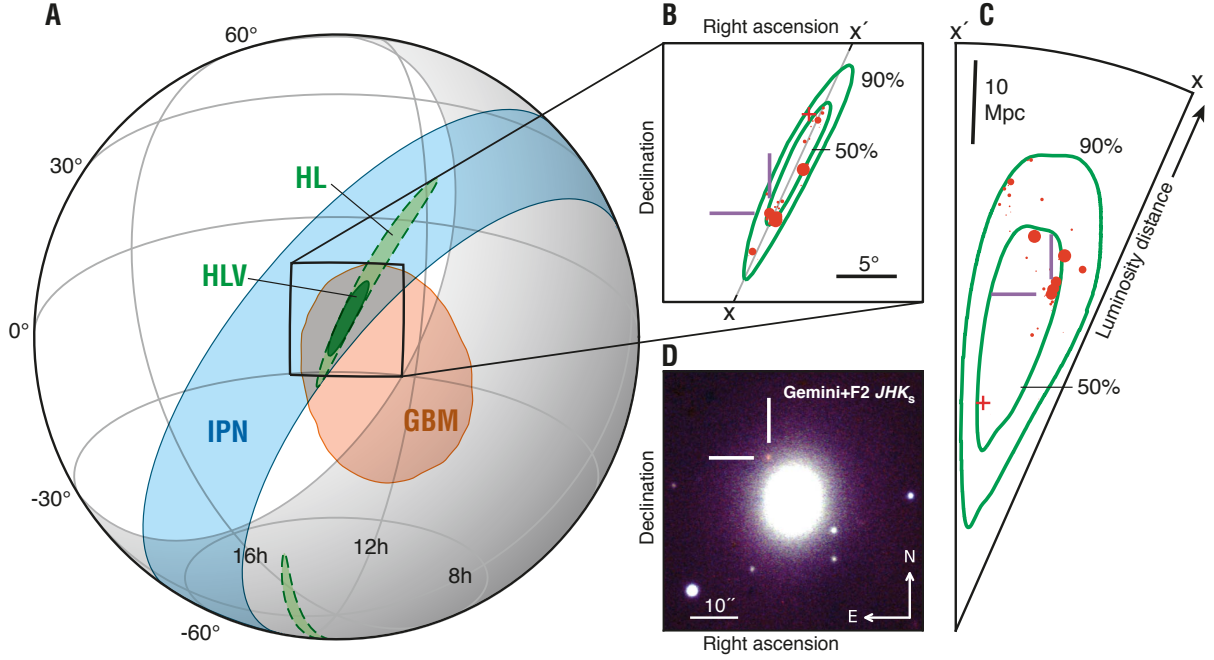 A
60°
30°
0°
-30°
-60°
HL
HLV
IPN
GBM
16h
12h
8h
B
Right ascension
x´
Declination
90%
50%
5°
x
C
x´
x
10
Mpc
90%
50%
Luminosity distance
D
Gemini+F2 JHKs
Declination
10˝
N
E
Right ascension